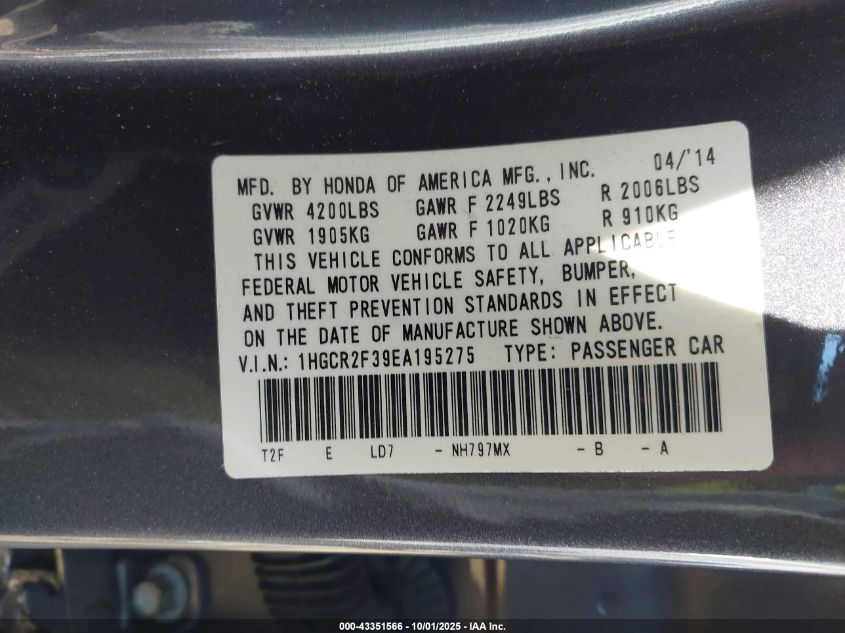 04/'14
MFD. BY HONDA OF AMERICA MFG., INC.
GVWR 4200LBS GAWR F 2249LBS R 2006LBS
GVWR 1905KG GAWR F 1020KG R 910KG
THIS VEHICLE CONFORMS TO ALL APPLICABLE
FEDERAL MOTOR VEHICLE SAFETY, BUMPER,
AND THEFT PREVENTION STANDARDS IN EFFECT
ON THE DATE OF MANUFACTURE SHOWN ABOVE.
V.I.N.: 1HGCR2F39EA195275 TYPE: PASSENGER CAR
T2F E LD7 - NH797MX - B - A
000-43351566 - 10/01/2025 - IAA Inc.